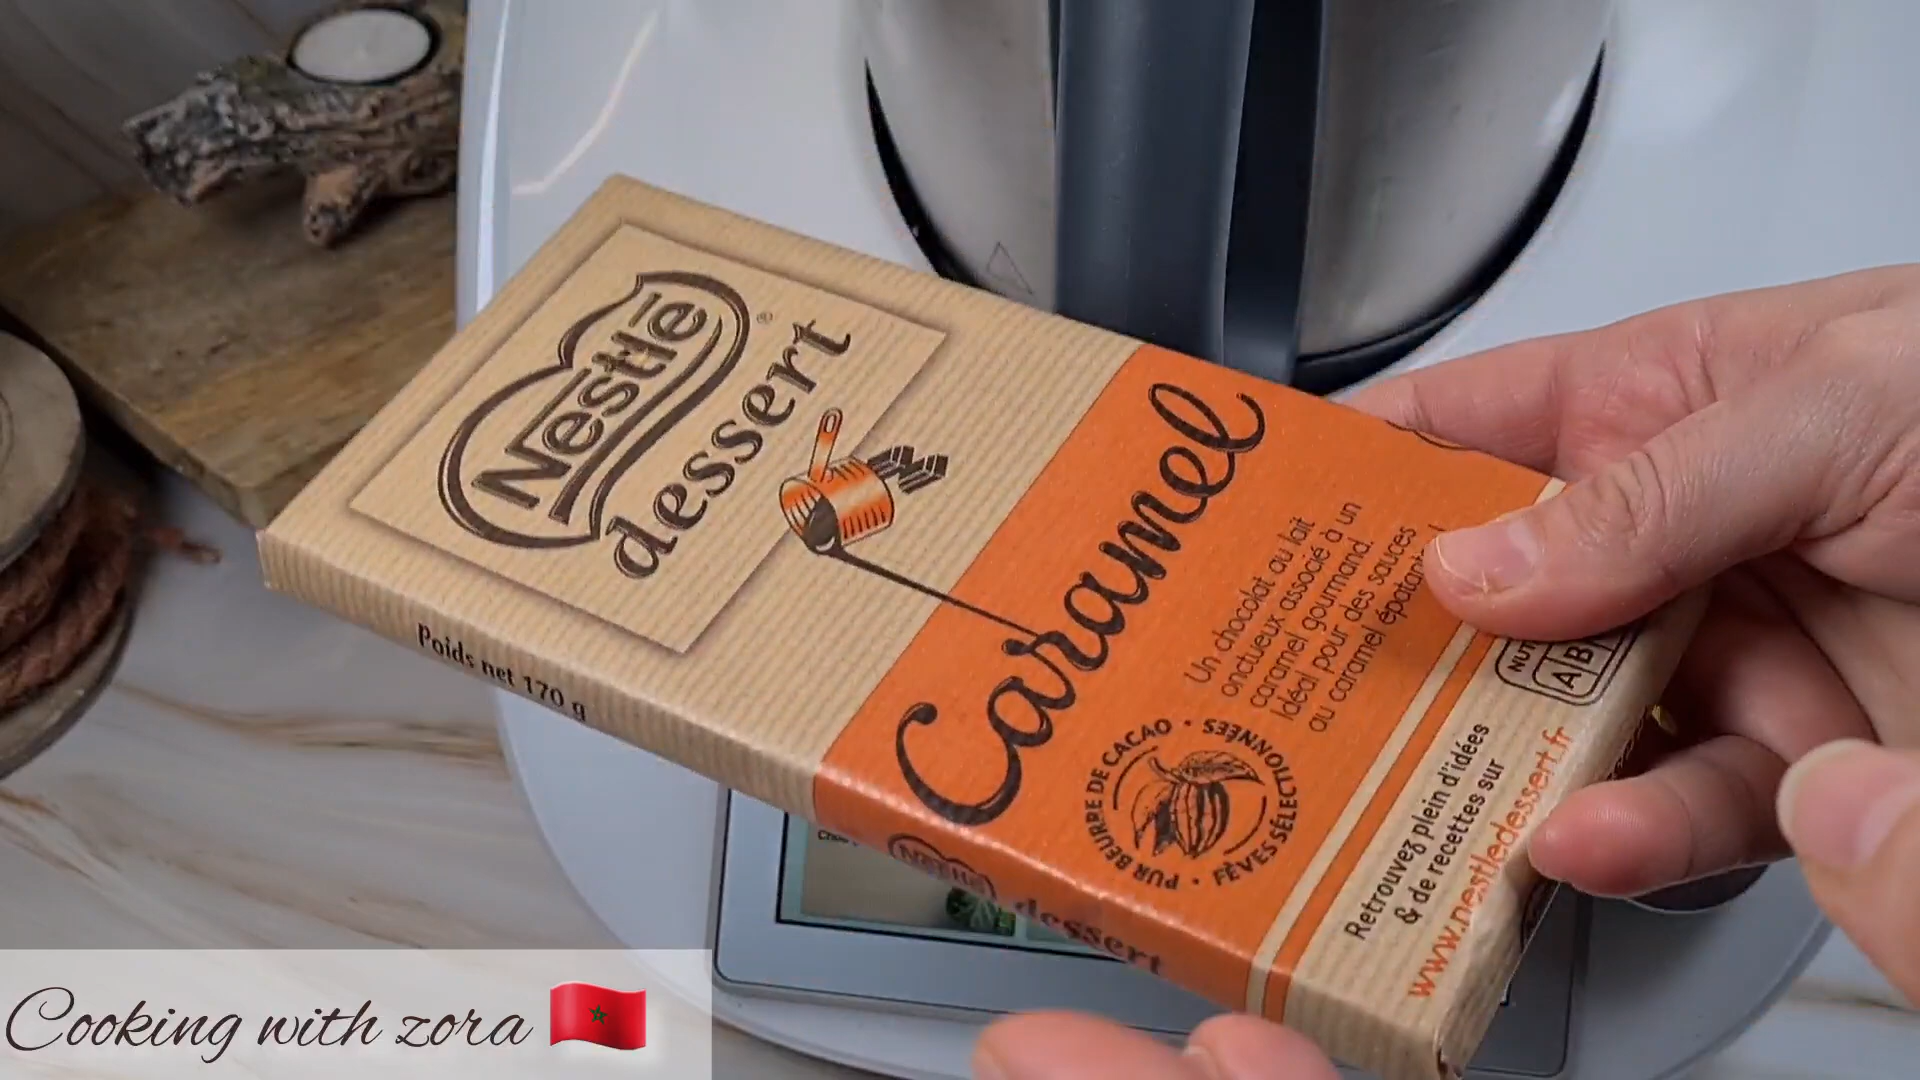 Nestlé
dessert
Caramel
Un chocolat au lait
onctueux associé à un
caramel gourmand.
Idéal pour des sauces
au caramel épatantes!
PUR BEURRE DE CACAO • FÈVES SÉLECTIONNÉES •
Retrouvez plein d'idées
& de recettes sur
www.nestledessert.fr
A B
Poids net 170 g
Nestlé dessert
Cooking with zora